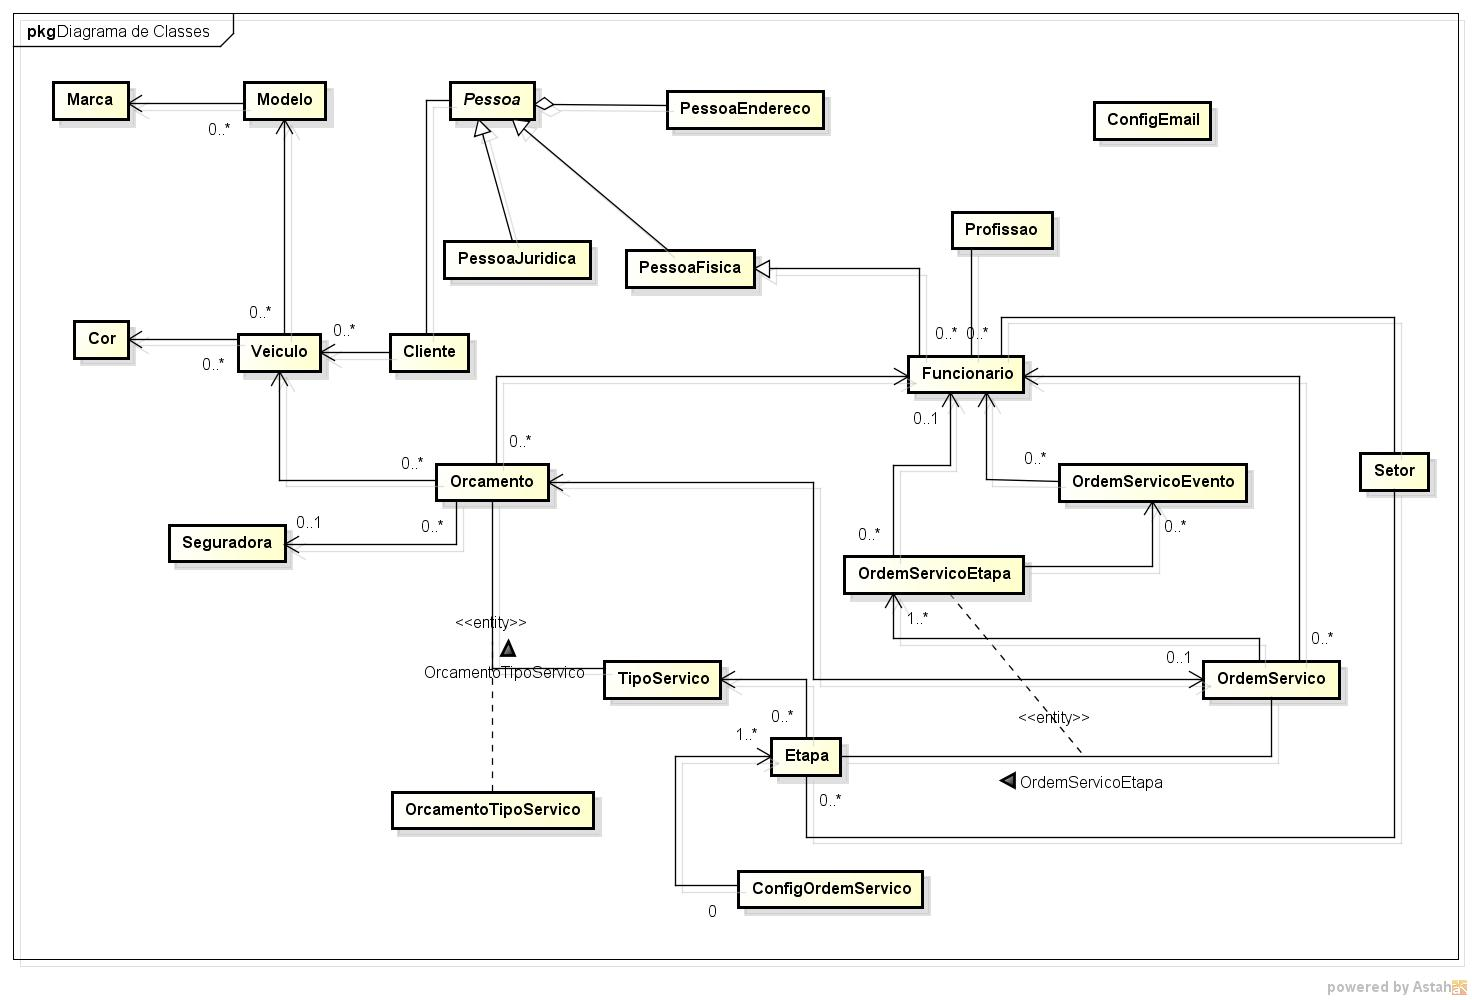 pkg Diagrama de Classes
Marca
Modelo
Pessoa
PessoaEndereco
ConfigEmail
0..*
Profissao
PessoaJuridica
PessoaFisica
0..*
0..*
0..*
0..*
Cor
Veiculo
Cliente
0..*
Funcionario
0..1
0..*
0..*
0..*
Orcamento
OrdemServicoEvento
Setor
0..1
0..*
0..*
Seguradora
0..*
OrdemServicoEtapa
<<entity>>
1..*
0..*
0..1
OrcamentoTipoServico
TipoServico
OrdemServico
0..*
<<entity>>
1..*
Etapa
OrdemServicoEtapa
0..*
OrcamentoTipoServico
ConfigOrdemServico
0
powered by Astah